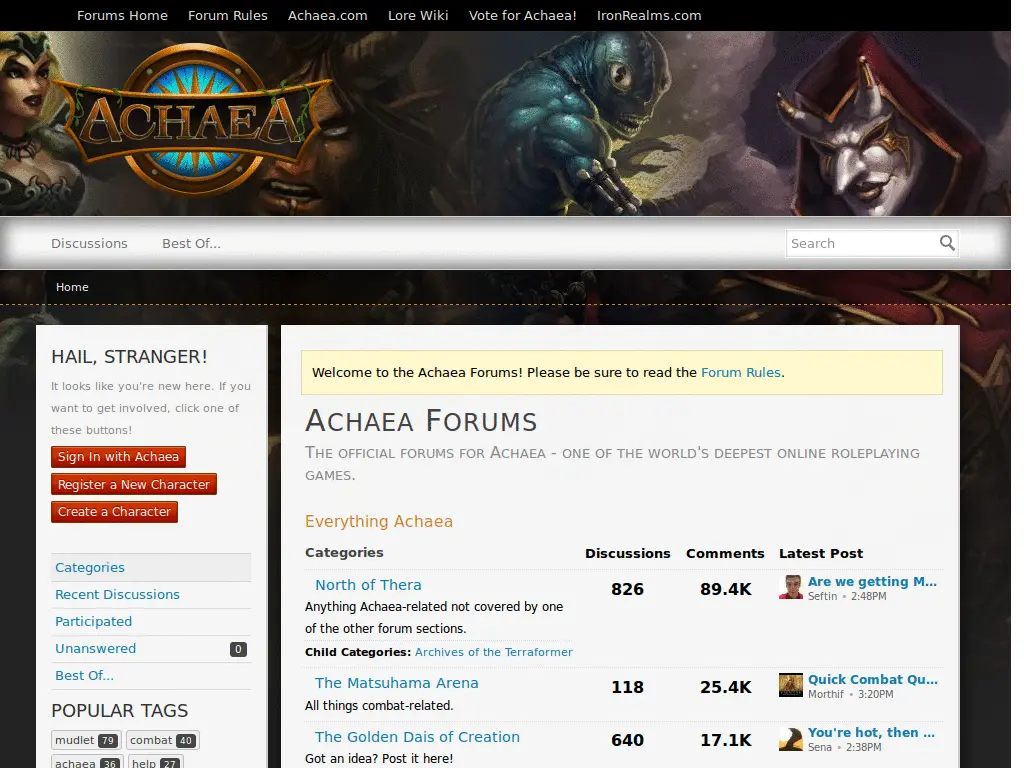 Forums Home Forum Rules Achaea.com Lore Wiki Vote for Achaea! IronRealms.com
ACHAEA
Discussions Best Of... Search
Home
HAIL, STRANGER!
It looks like you're new here. If you
want to get involved, click one of
these buttons!
Sign In with Achaea
Register a New Character
Create a Character
Categories
Recent Discussions
Participated
Unanswered 0
Best Of...
POPULAR TAGS
mudlet 79 combat 40
achaea 36 help 27
Welcome to the Achaea Forums! Please be sure to read the Forum Rules.
ACHAEA FORUMS
THE OFFICIAL FORUMS FOR ACHAEA - ONE OF THE WORLD'S DEEPEST ONLINE ROLEPLAYING
GAMES.
Everything Achaea
Categories Discussions Comments Latest Post
North of Thera 826 89.4K Are we getting M...
Seftin • 2:48PM
Anything Achaea-related not covered by one
of the other forum sections.
Child Categories: Archives of the Terraformer
The Matsuhama Arena 118 25.4K Quick Combat Qu...
Morthif • 3:20PM
All things combat-related.
The Golden Dais of Creation 640 17.1K You're hot, then ...
Sena • 2:38PM
Got an idea? Post it here!